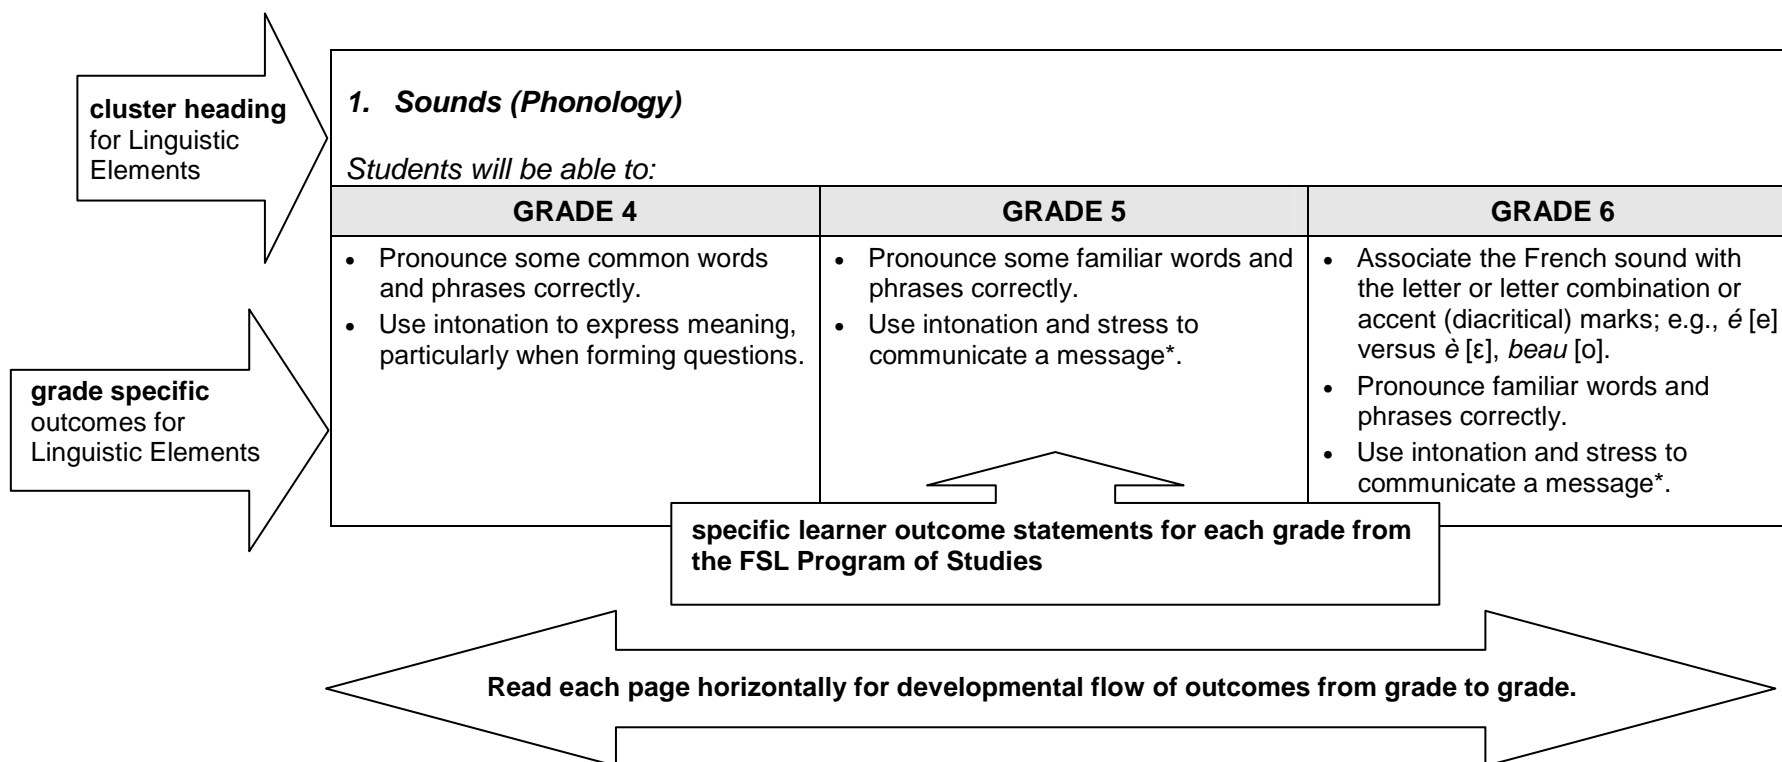 cluster heading
for Linguistic
Elements
1. Sounds (Phonology)
Students will be able to:
GRADE 4
GRADE 5
GRADE 6
• Pronounce some common words
and phrases correctly.
• Use intonation to express meaning,
particularly when forming questions.
• Pronounce some familiar words and
phrases correctly.
• Use intonation and stress to
communicate a message*.
• Associate the French sound with
the letter or letter combination or
accent (diacritical) marks; e.g., é [e]
versus è [ɛ], beau [o].
• Pronounce familiar words and
phrases correctly.
• Use intonation and stress to
communicate a message*.
grade specific
outcomes for
Linguistic Elements
specific learner outcome statements for each grade from
the FSL Program of Studies
Read each page horizontally for developmental flow of outcomes from grade to grade.